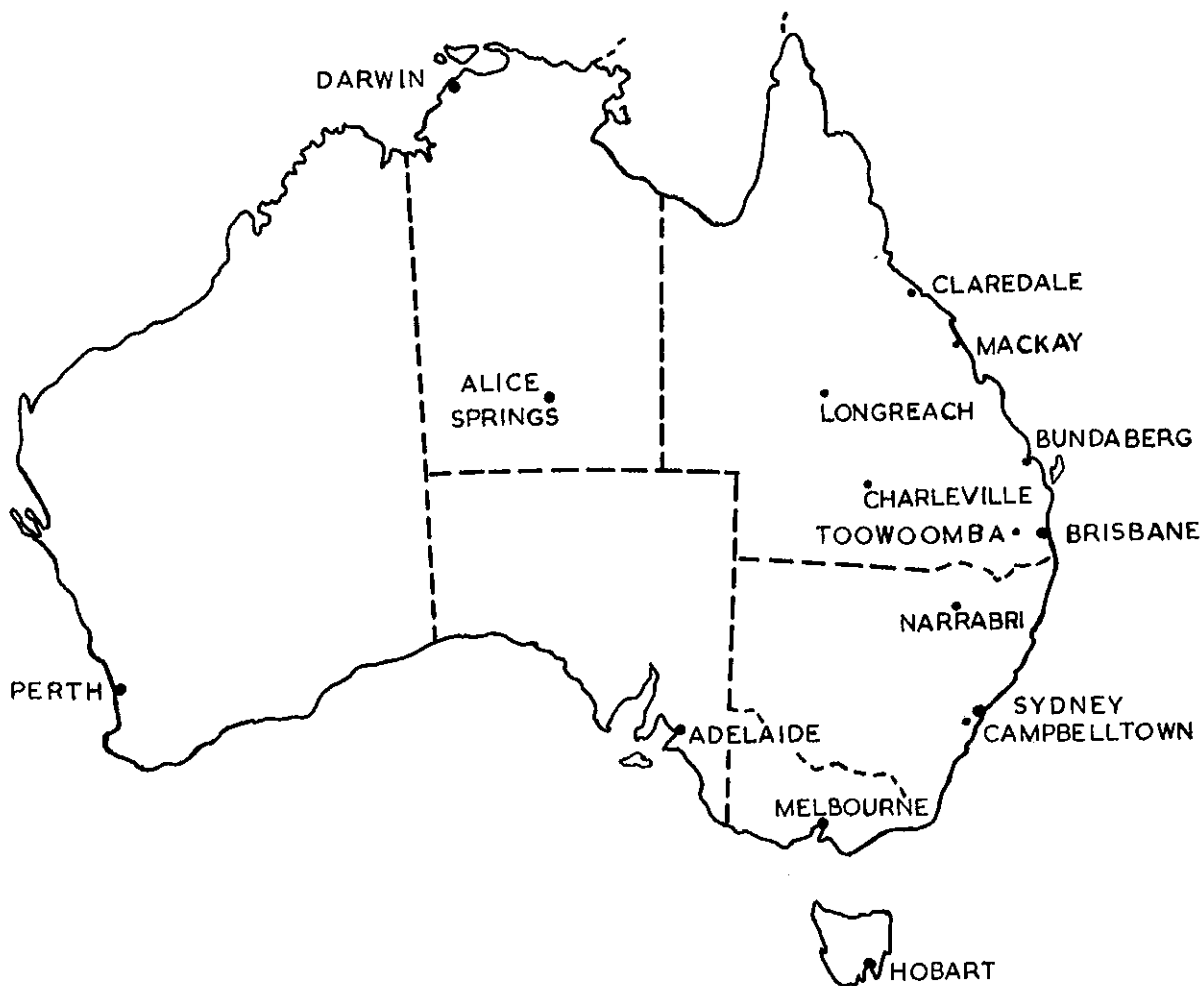 DARWIN
CLAREDALE
MACKAY
ALICE
SPRINGS
LONGREACH
BUNDABERG
CHARLEVILLE
TOOWOOMBA
BRISBANE
NARRABRI
PERTH
SYDNEY
CAMPBELLTOWN
ADELAIDE
MELBOURNE
HOBART